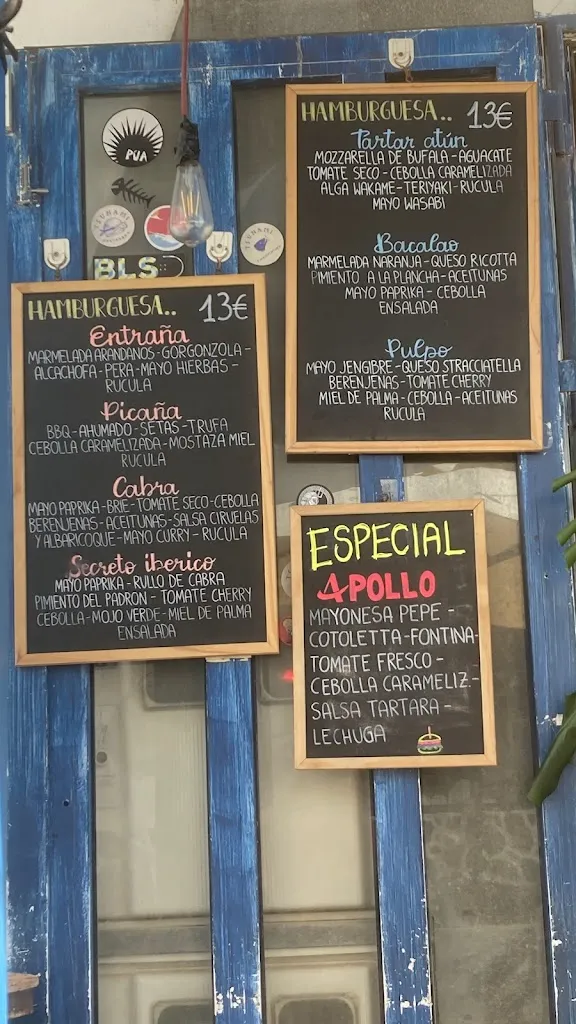 PUA
TSUNAMI
TSUNAMI
BLS
HAMBURGUESA.. 13€
Entraña
MARMELADA ARANDANOS - GORGONZOLA -
ALCACHOFA - PERA - MAYO HIERBAS -
RUCULA
Picaña
BBQ - AHUMADO - SETAS - TRUFA
CEBOLLA CARAMELIZADA - MOSTAZA MIEL
RUCULA
Cabra
MAYO PAPRIKA - BRIE - TOMATE SECO - CEBOLLA
BERENJENAS - ACEITUNAS - SALSA CIRUELAS
Y ALBARICOQUE - MAYO CURRY - RUCULA
Secreto iberico
MAYO PAPRIKA - RULLO DE CABRA
PIMIENTO DEL PADRON - TOMATE CHERRY
CEBOLLA - MOJO VERDE - MIEL DE PALMA
ENSALADA
HAMBURGUESA.. 13€
Tartar atún
MOZZARELLA DE BUFALA - AGUACATE
TOMATE SECO - CEBOLLA CARAMELIZADA
ALGA WAKAME - TERIYAKI - RUCULA
MAYO WASABI
Bacalao
MARMELADA NARANJA - QUESO RICOTTA
PIMIENTO A LA PLANCHA - ACEITUNAS
MAYO PAPRIKA - CEBOLLA
ENSALADA
Pulpo
MAYO JENGIBRE - QUESO STRACCIATELLA
BERENJENAS - TOMATE CHERRY
MIEL DE PALMA - CEBOLLA - ACEITUNAS
RUCULA
ESPECIAL
APOLLO
MAYONESA PEPE -
COTOLETTA - FONTINA -
TOMATE FRESCO -
CEBOLLA CARAMELIZ. -
SALSA TARTARA -
LECHUGA